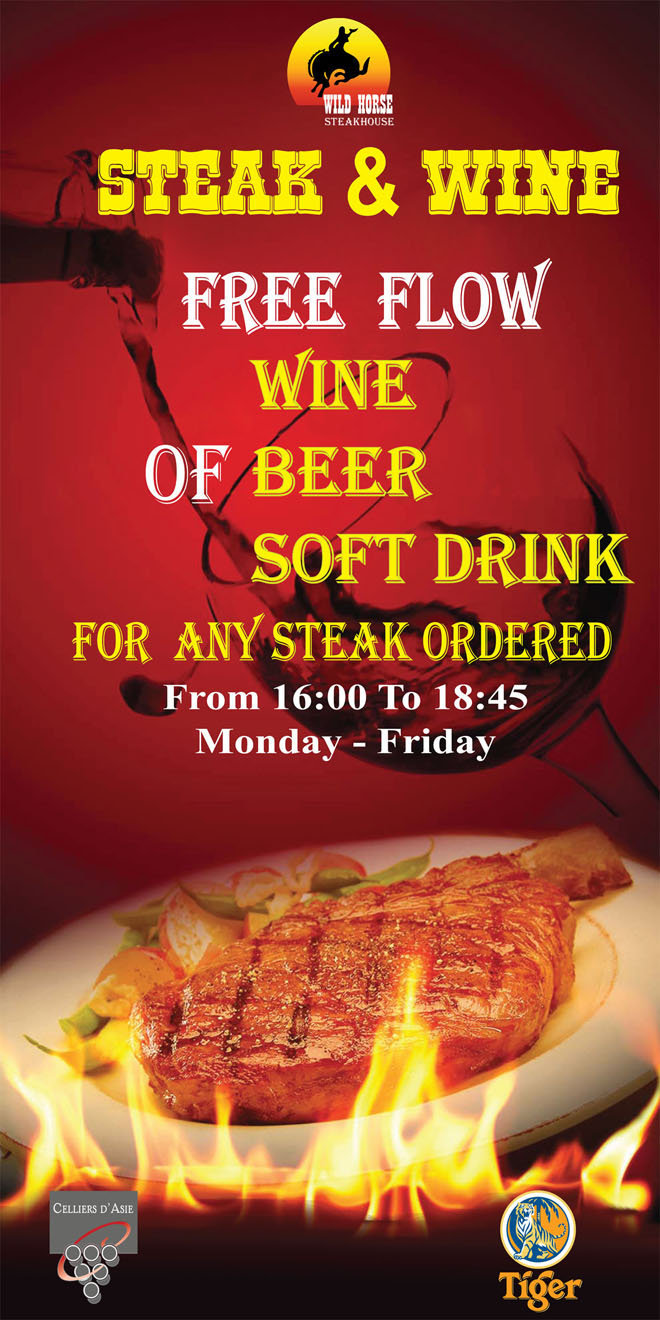 WILD HORSE
STEAKHOUSE
STEAK & WINE
FREE FLOW
WINE
OF BEER
SOFT DRINK
FOR ANY STEAK ORDERED
From 16:00 To 18:45
Monday - Friday
CELLIERS D'ASIE
Tiger